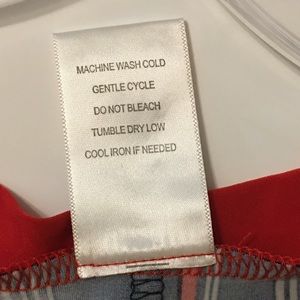 MACHINE WASH COLD
GENTLE CYCLE
DO NOT BLEACH
TUMBLE DRY LOW
COOL IRON IF NEEDED